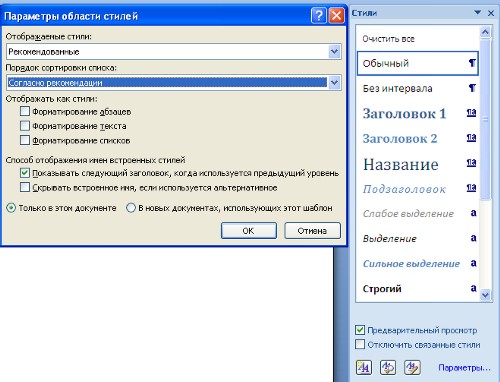 Параметры области стилей
Отображаемые стили:
Рекомендованные
Порядок сортировки списка:
Согласно рекомендации
Отображать как стили:
Форматирование абзацев
Форматирование текста
Форматирование списков
Способ отображения имен встроенных стилей
Показывать следующий заголовок, когда используется предыдущий уровень
Скрывать встроенное имя, если используется альтернативное
Только в этом документе
В новых документах, использующих этот шаблон
ОК
Отмена
Стили
Очистить все
Обычный ¶
Без интервала ¶
Заголовок 1 ¶a
Заголовок 2 ¶a
Название ¶a
Подзаголовок ¶a
Слабое выделение a
Выделение a
Сильное выделение a
Строгий a
Предварительный просмотр
Отключить связанные стили
Параметры...